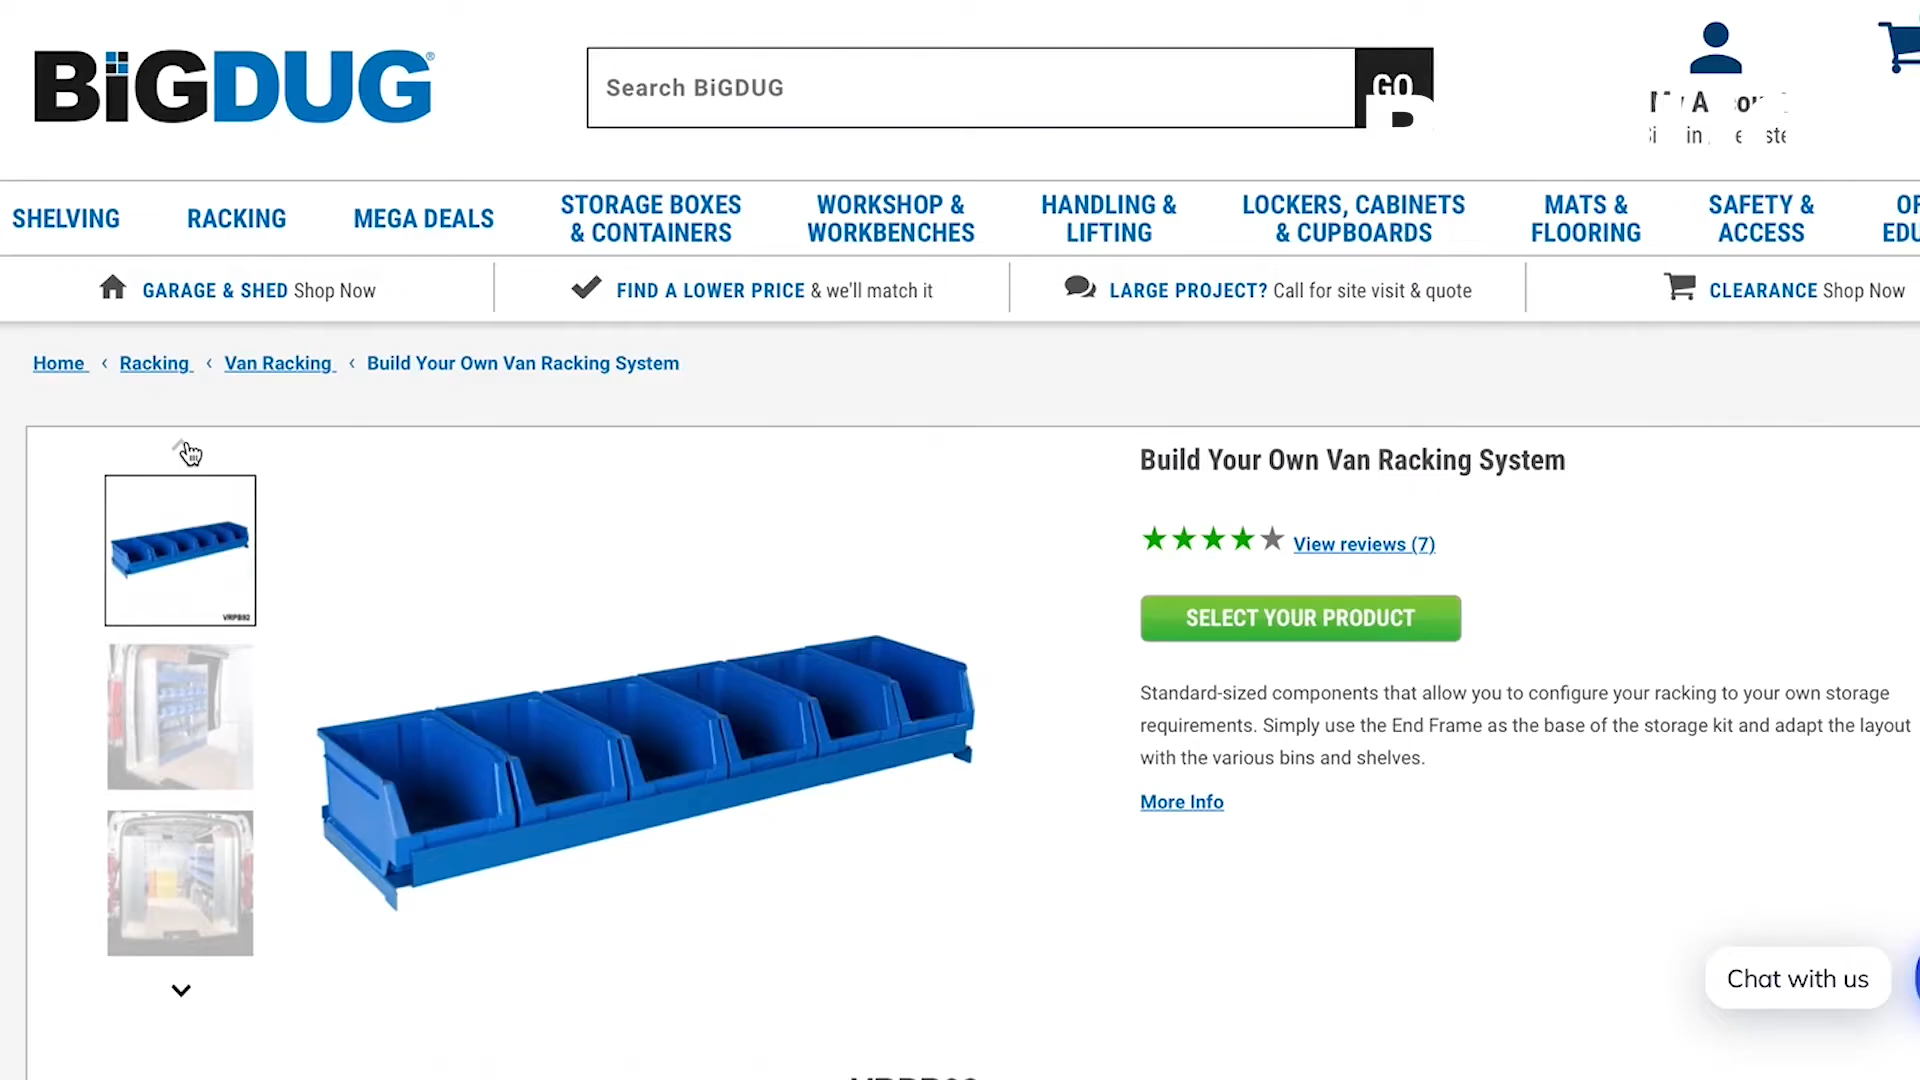 BiGDUG®
Search BiGDUG
GO
SHELVING
RACKING
MEGA DEALS
STORAGE BOXES
& CONTAINERS
WORKSHOP &
WORKBENCHES
HANDLING &
LIFTING
LOCKERS, CABINETS
& CUPBOARDS
MATS &
FLOORING
SAFETY &
ACCESS
GARAGE & SHED Shop Now
FIND A LOWER PRICE & we'll match it
LARGE PROJECT? Call for site visit & quote
CLEARANCE Shop Now
Home ‹ Racking ‹ Van Racking ‹ Build Your Own Van Racking System
Build Your Own Van Racking System
View reviews (7)
SELECT YOUR PRODUCT
VRPB92
Standard-sized components that allow you to configure your racking to your own storage
requirements. Simply use the End Frame as the base of the storage kit and adapt the layout
with the various bins and shelves.
More Info
Chat with us